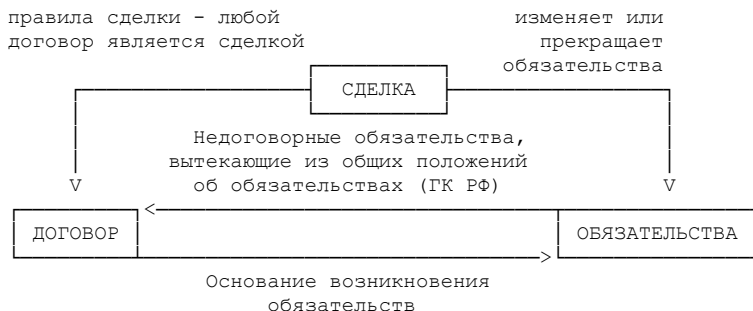 правила сделки - любой
договор является сделкой
изменяет или
прекращает
обязательства
СДЕЛКА
Недоговорные обязательства,
вытекающие из общих положений
об обязательствах (ГК РФ)
V
V
<
ДОГОВОР
ОБЯЗАТЕЛЬСТВА
>
Основание возникновения
обязательств